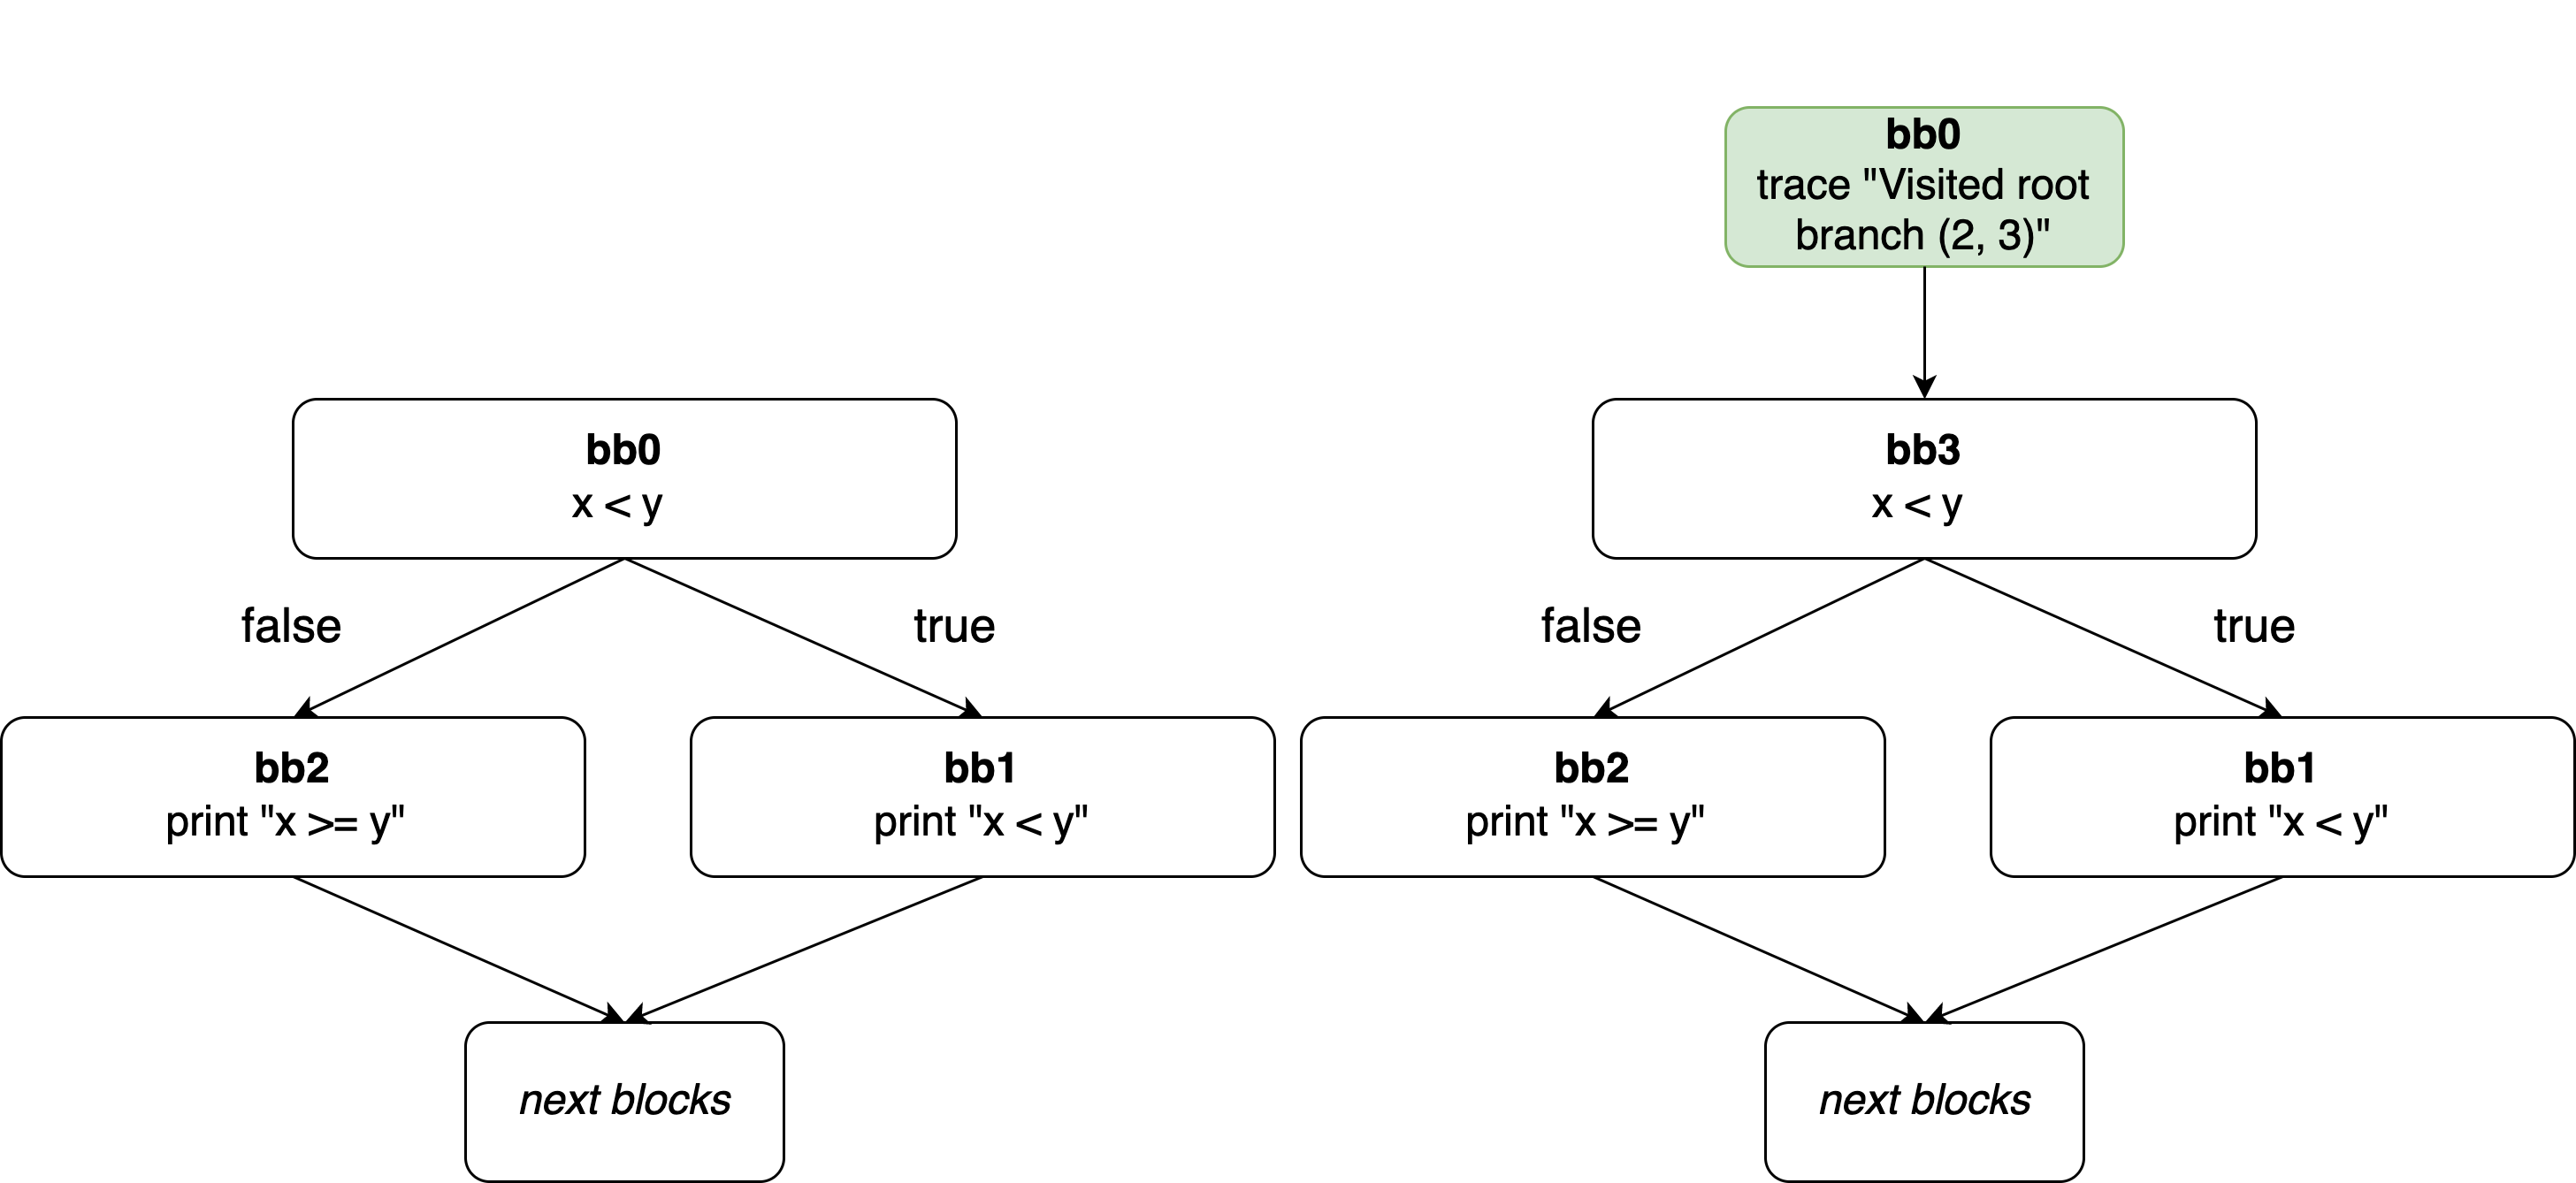 bb0
x < y
false
true
bb2
print "x >= y"
bb1
print "x < y"
next blocks
bb0
trace "Visited root
branch (2, 3)"
bb3
x < y
false
true
bb2
print "x >= y"
bb1
print "x < y"
next blocks